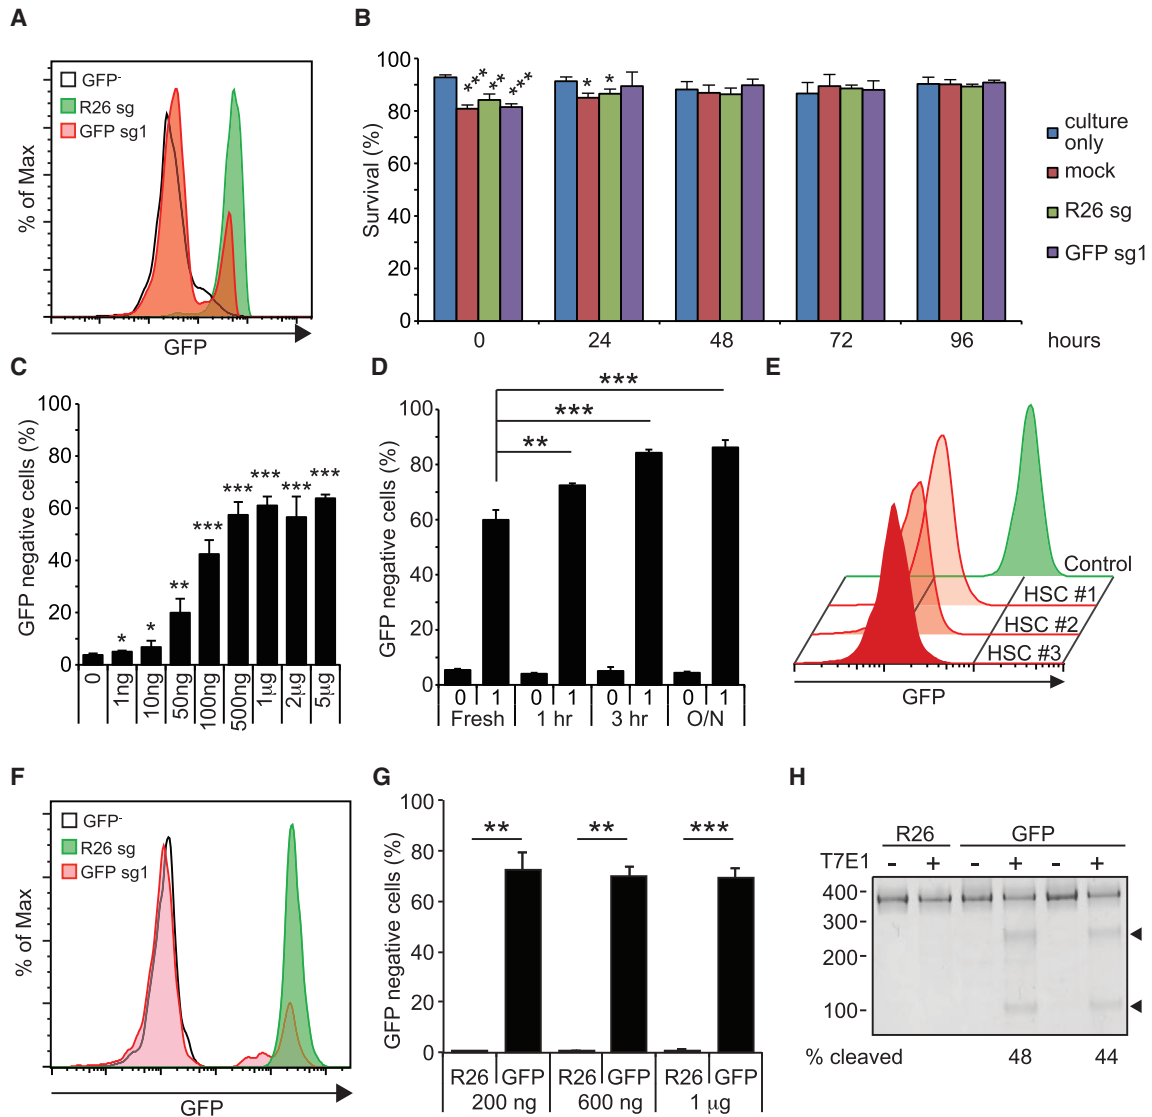 A
GFP-
R26 sg
GFP sg1
% of Max
GFP
B
Survival (%)
100
80
60
40
20
0
*** ** ***
* *
0 24 48 72 96 hours
culture
only
mock
R26 sg
GFP sg1
C
GFP negative cells (%)
100
80
60
40
20
0
* * ** *** *** *** *** ***
0 1ng 10ng 50ng 100ng 500ng 1µg 2µg 5µg
D
GFP negative cells (%)
100
80
60
40
20
0
***
***
**
0 1 0 1 0 1 0 1
Fresh 1 hr 3 hr O/N
E
Control
HSC #1
HSC #2
HSC #3
GFP
F
GFP-
R26 sg
GFP sg1
% of Max
GFP
G
GFP negative cells (%)
100
80
60
40
20
0
** ** ***
R26 GFP R26 GFP R26 GFP
200 ng 600 ng 1 µg
H
R26 GFP
T7E1 - + - + - +
400-
300-
200-
100-
% cleaved 48 44